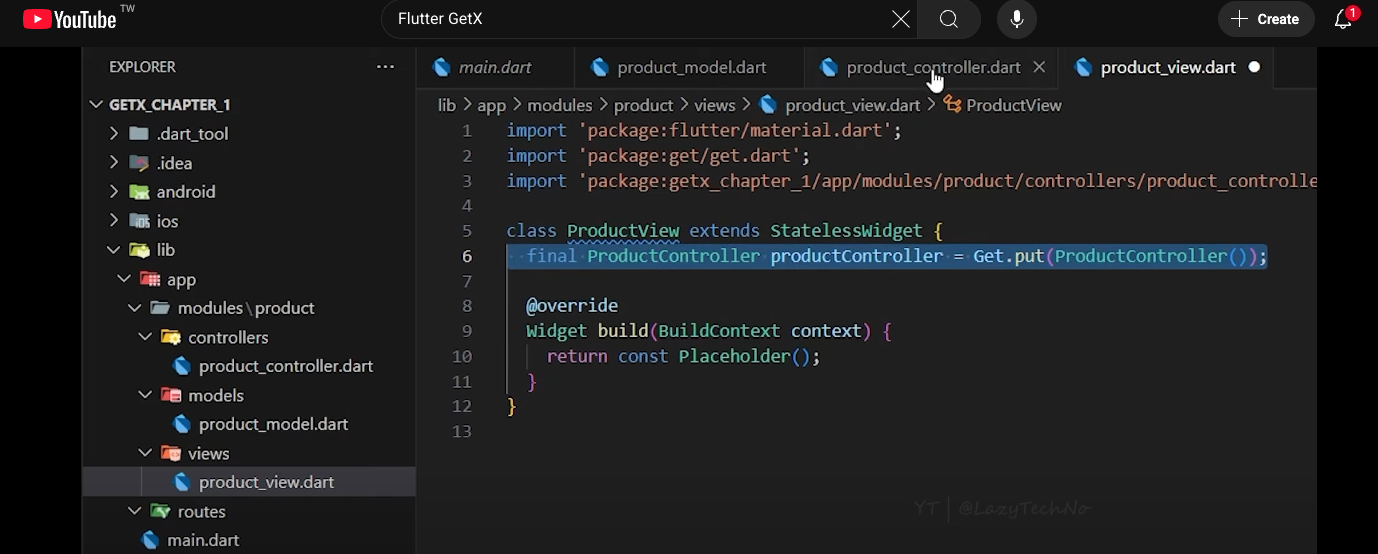 YouTube TW
Flutter GetX
Create
1
EXPLORER
GETX_CHAPTER_1
.dart_tool
.idea
android
ios
lib
app
modules\product
controllers
product_controller.dart
models
product_model.dart
views
product_view.dart
routes
main.dart
main.dart product_model.dart product_controller.dart product_view.dart
lib > app > modules > product > views > product_view.dart > ProductView
1 import 'package:flutter/material.dart';
2 import 'package:get/get.dart';
3 import 'package:getx_chapter_1/app/modules/product/controllers/product_controlle
4
5 class ProductView extends StatelessWidget {
6 final ProductController productController = Get.put(ProductController());
7
8 @override
9 Widget build(BuildContext context) {
10 return const Placeholder();
11 }
12 }
13
YT | @LazyTechNo